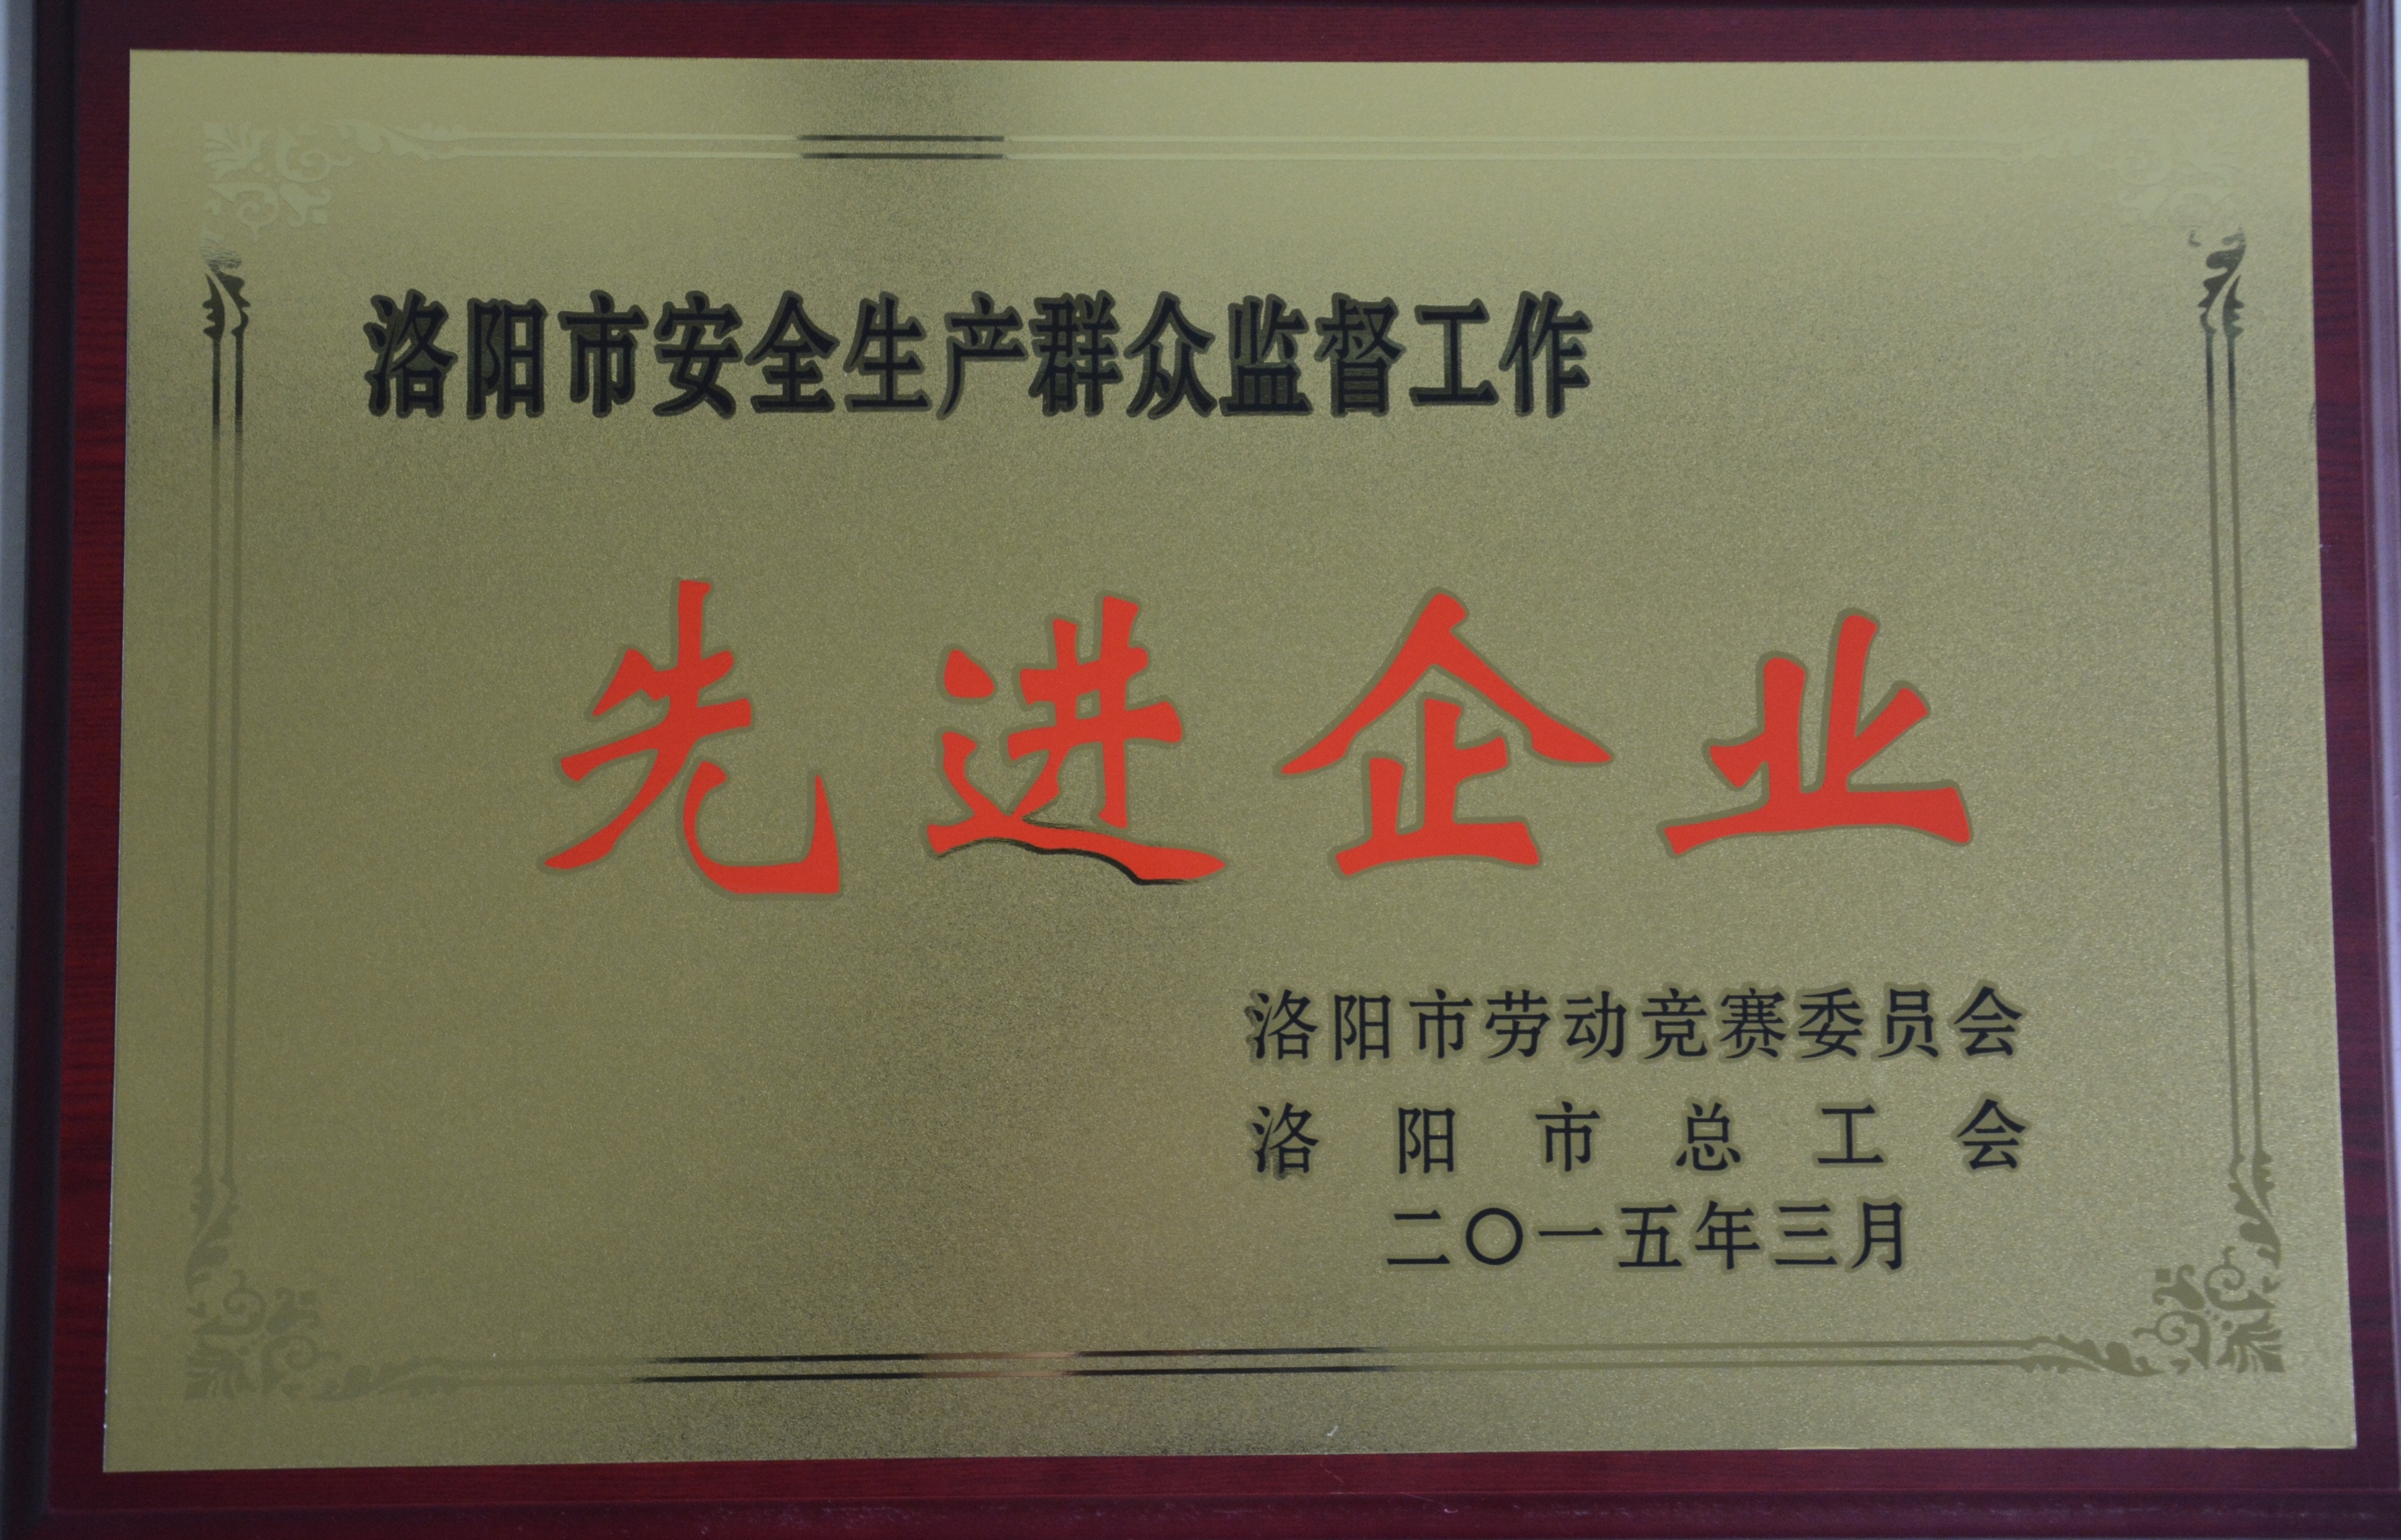 洛阳市安全生产群众监督工作
先进企业
洛阳市劳动竞赛委员会
洛阳市总工会
二〇一五年三月